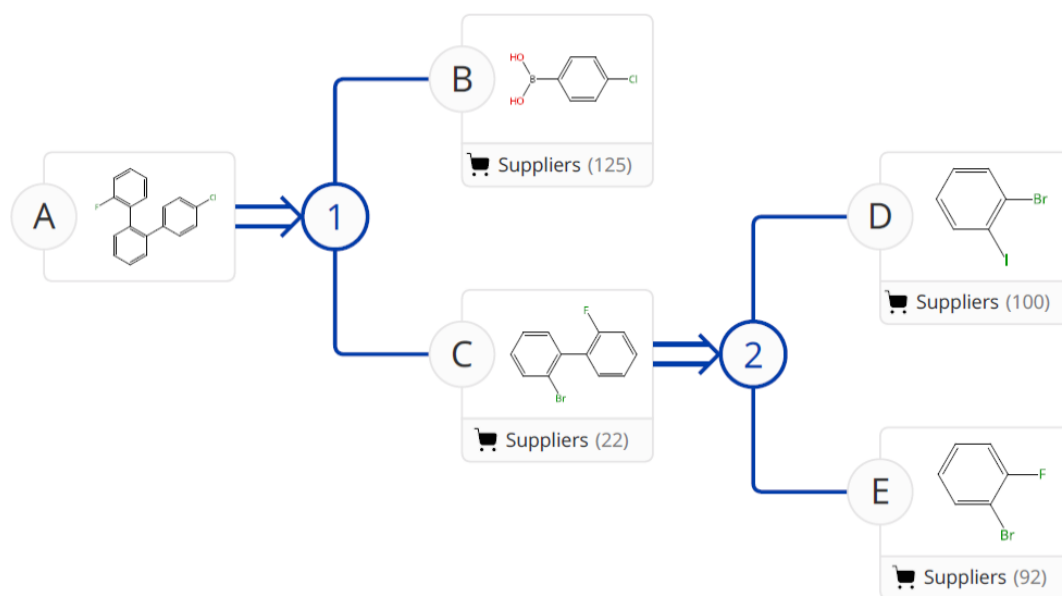 A
F
Cl
1
B
HO
B
HO
Cl
Suppliers (125)
C
F
Br
Suppliers (22)
2
D
Br
I
Suppliers (100)
E
F
Br
Suppliers (92)